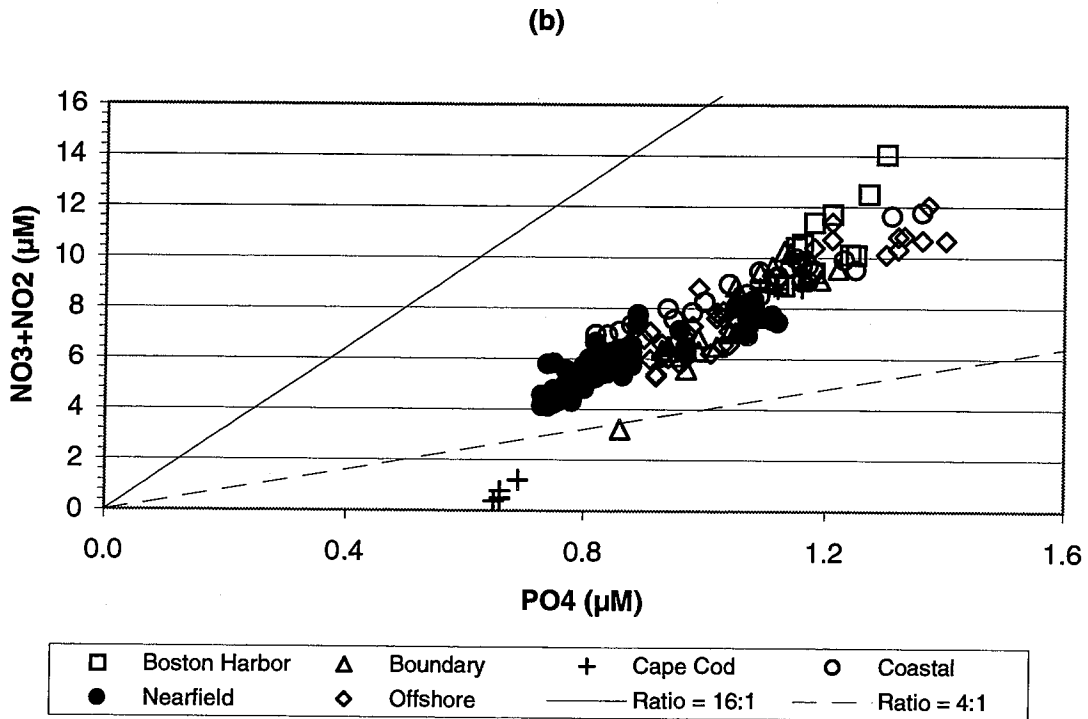 (b)
16
14
12
10
8
6
4
2
0
NO3+NO2 (µM)
0.0 0.4 0.8 1.2 1.6
PO4 (µM)
Boston Harbor Boundary Cape Cod Coastal
Nearfield Offshore Ratio = 16:1 Ratio = 4:1